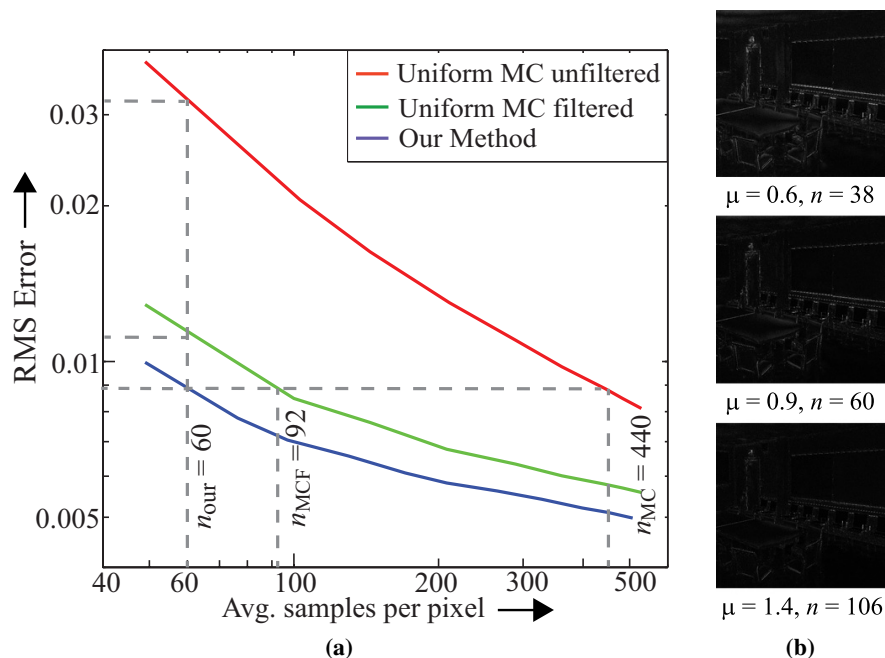 Uniform MC unfiltered
Uniform MC filtered
Our Method
RMS Error
0.03
0.02
0.01
0.005
n_our = 60
n_MCF = 92
n_MC = 440
40 60 100 200 300 500
Avg. samples per pixel
(a)
μ = 0.6, n = 38
μ = 0.9, n = 60
μ = 1.4, n = 106
(b)